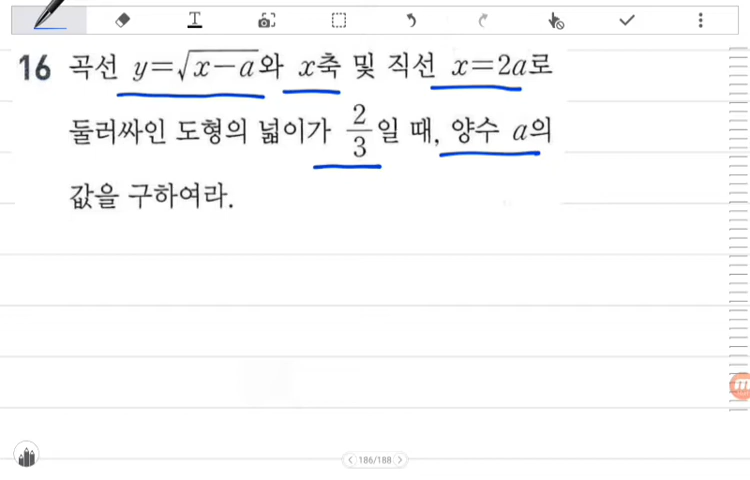 T
16 곡선 y=√x-a와 x축 및 직선 x=2a로
둘러싸인 도형의 넓이가 2/3일 때, 양수 a의
값을 구하여라.
186/188